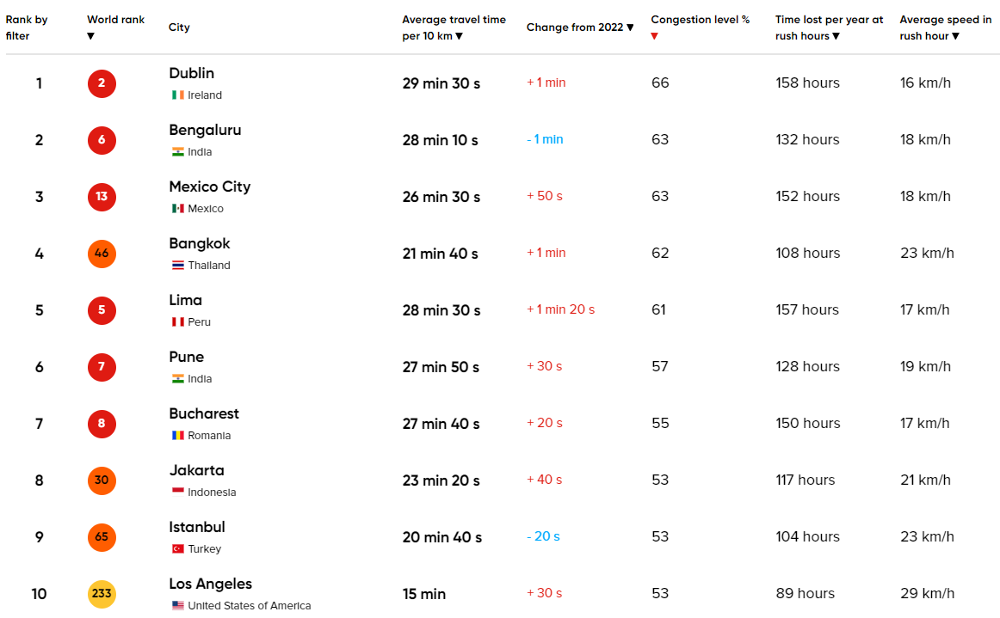 Rank by filter World rank ▼ City Average travel time per 10 km ▼ Change from 2022 ▼ Congestion level % ▼ Time lost per year at rush hours ▼ Average speed in rush hour ▼
1 2 Dublin 29 min 30 s + 1 min 66 158 hours 16 km/h
Ireland
2 6 Bengaluru 28 min 10 s - 1 min 63 132 hours 18 km/h
India
3 13 Mexico City 26 min 30 s + 50 s 63 152 hours 18 km/h
Mexico
4 46 Bangkok 21 min 40 s + 1 min 62 108 hours 23 km/h
Thailand
5 5 Lima 28 min 30 s + 1 min 20 s 61 157 hours 17 km/h
Peru
6 7 Pune 27 min 50 s + 30 s 57 128 hours 19 km/h
India
7 8 Bucharest 27 min 40 s + 20 s 55 150 hours 17 km/h
Romania
8 30 Jakarta 23 min 20 s + 40 s 53 117 hours 21 km/h
Indonesia
9 65 Istanbul 20 min 40 s - 20 s 53 104 hours 23 km/h
Turkey
10 233 Los Angeles 15 min + 30 s 53 89 hours 29 km/h
United States of America